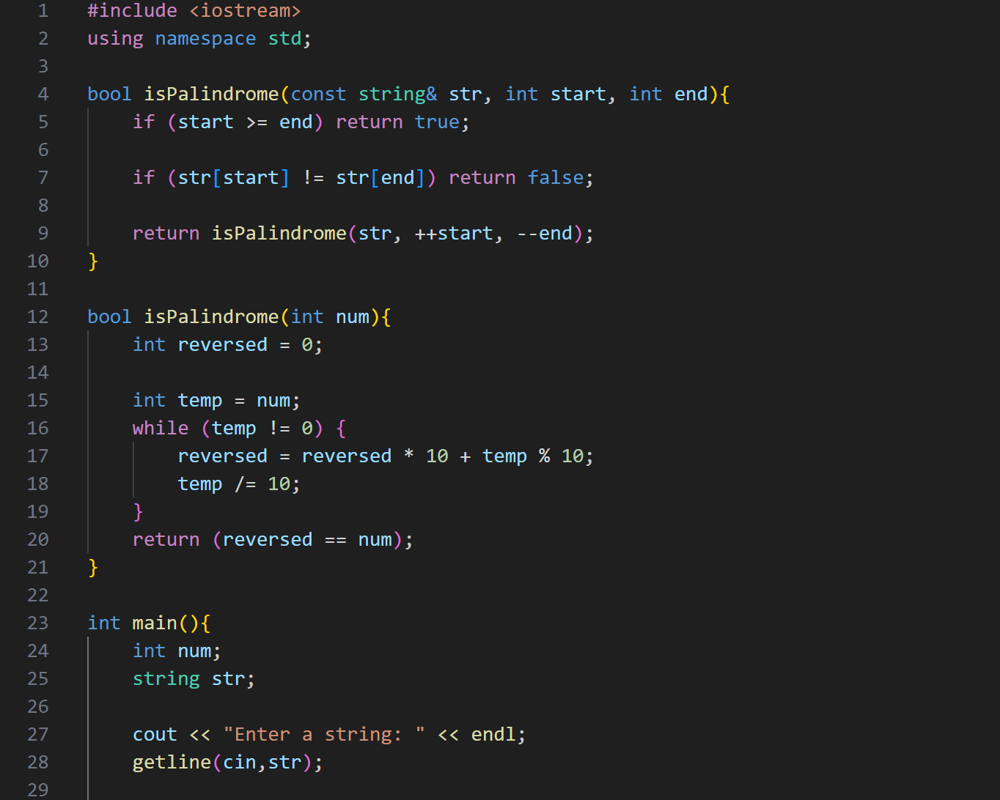 1 #include <iostream>
2 using namespace std;
3
4 bool isPalindrome(const string& str, int start, int end){
5     if (start >= end) return true;
6
7     if (str[start] != str[end]) return false;
8
9     return isPalindrome(str, ++start, --end);
10 }
11
12 bool isPalindrome(int num){
13     int reversed = 0;
14
15     int temp = num;
16     while (temp != 0) {
17         reversed = reversed * 10 + temp % 10;
18         temp /= 10;
19     }
20     return (reversed == num);
21 }
22
23 int main(){
24     int num;
25     string str;
26
27     cout << "Enter a string: " << endl;
28     getline(cin,str);
29